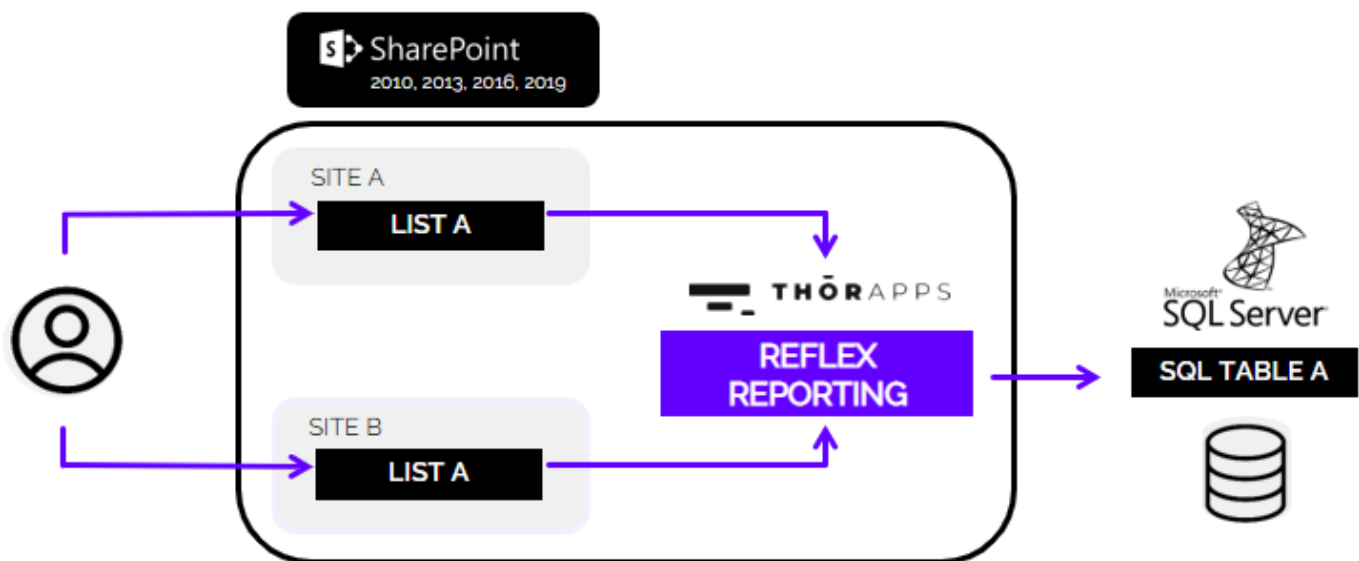 SharePoint
2010, 2013, 2016, 2019
SITE A
LIST A
THŌRAPPS
REFLEX
REPORTING
SITE B
LIST A
Microsoft®
SQL Server
SQL TABLE A